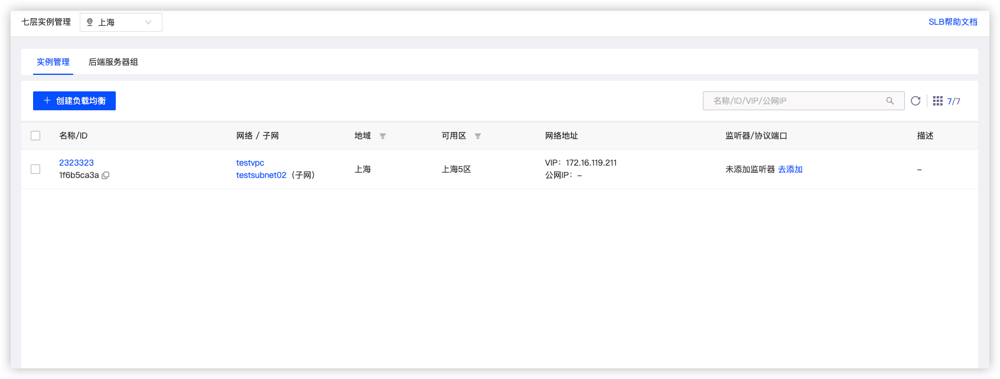 七层实例管理 上海 SLB帮助文档
实例管理 后端服务器组
创建负载均衡 名称/ID/VIP/公网IP 7/7
名称/ID 网络 / 子网 地域 可用区 网络地址 监听器/协议端口 描述
2323323 testvpc VIP：172.16.119.211
1f6b5ca3a testsubnet02（子网） 上海 上海5区 公网IP：– 未添加监听器 去添加 –